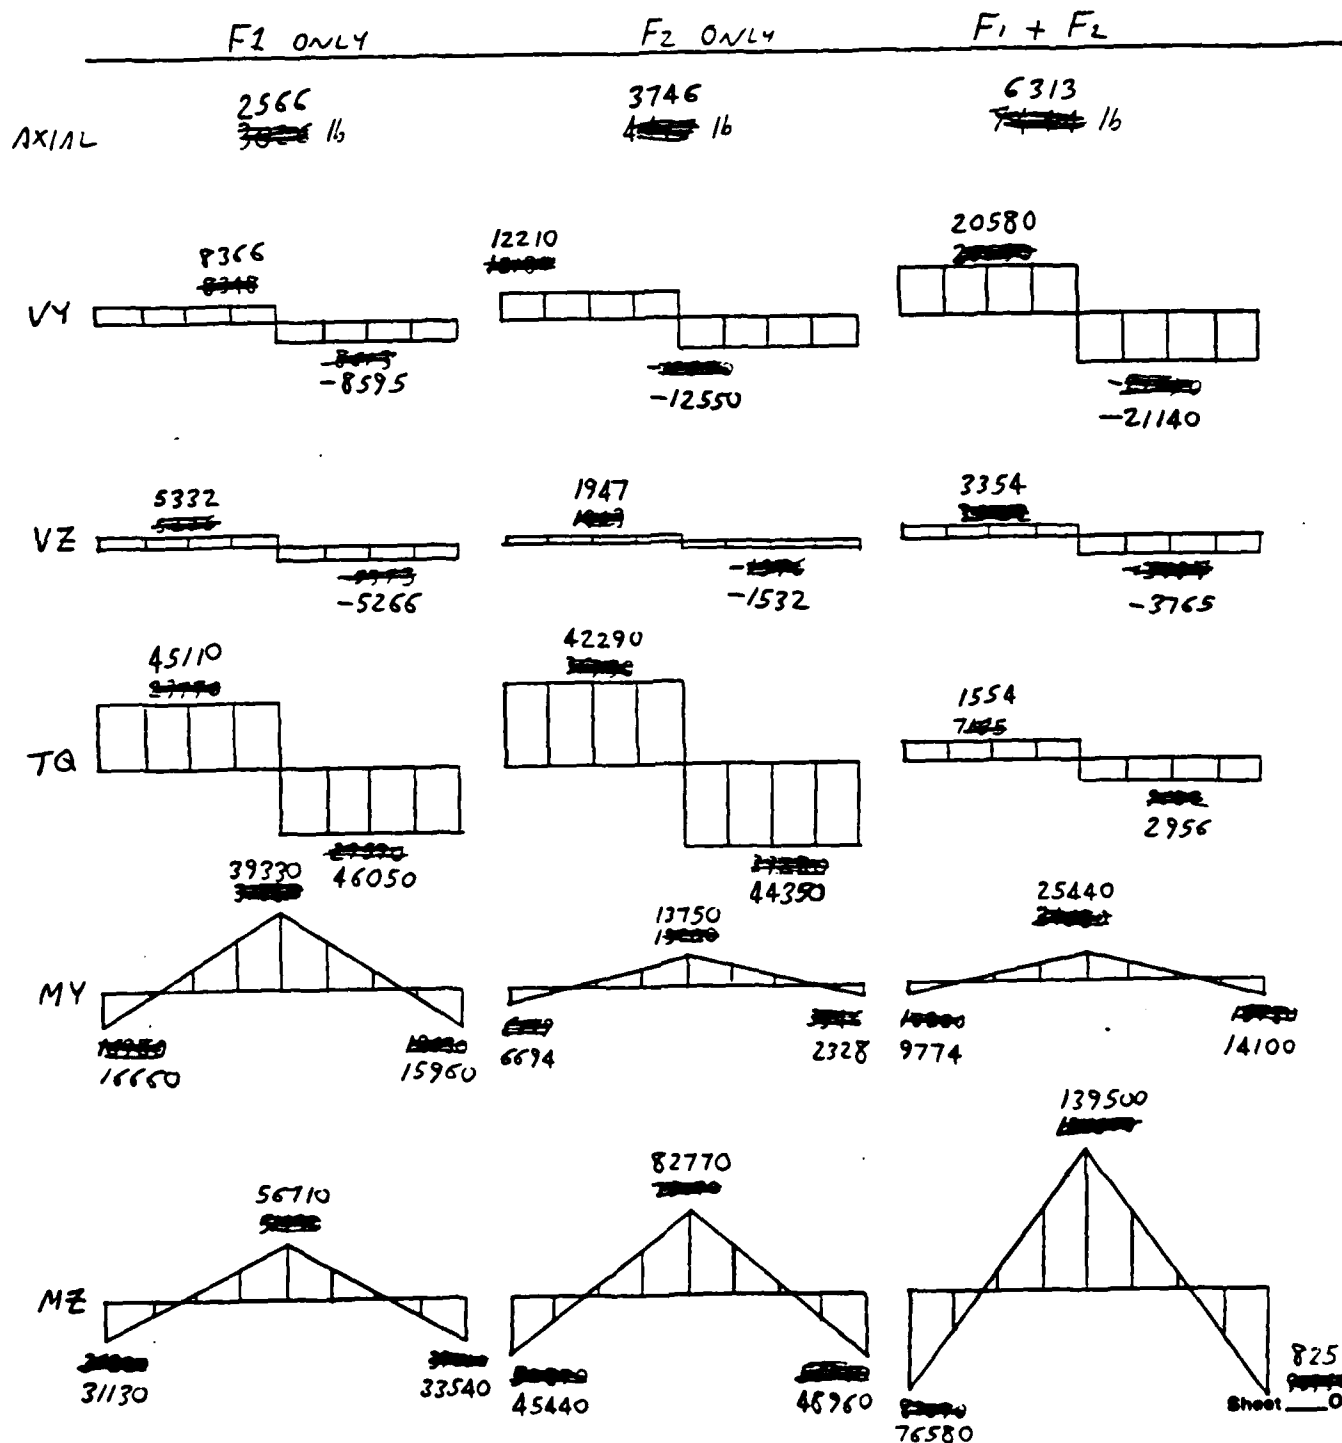 F1 ONLY F2 ONLY F1 + F2
2566 3746 6313
AXIAL lb lb lb
8366 12210 20580
VY
-8595 -12550 -21140
5332 1947 3354
VZ
-5266 -1532 -3765
45110 42290 1554
TQ
46050 44350 2956
39330 13750 25440
MY
16660 15960 6694 2328 9774 14100
56710 82770 139500
MZ
31130 33540 45440 48960 76580 825
Sheet